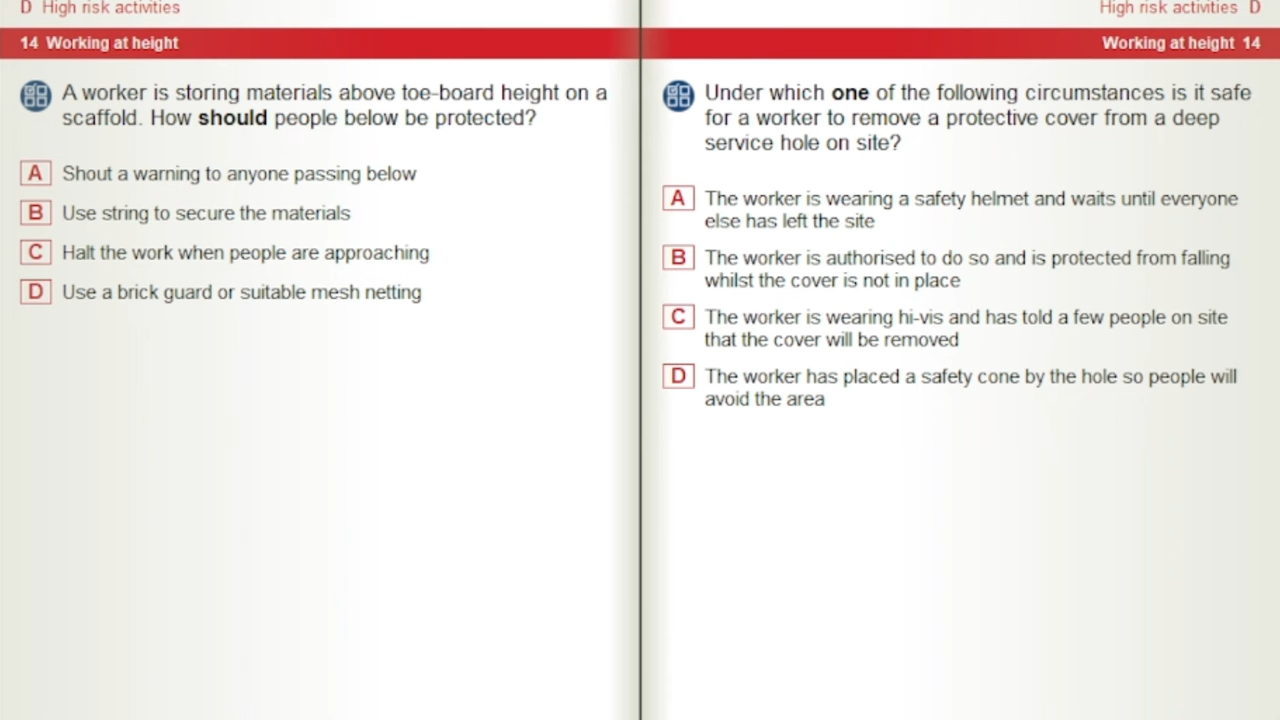 D High risk activities
14 Working at height
A worker is storing materials above toe-board height on a
scaffold. How should people below be protected?
A Shout a warning to anyone passing below
B Use string to secure the materials
C Halt the work when people are approaching
D Use a brick guard or suitable mesh netting
High risk activities D
Working at height 14
Under which one of the following circumstances is it safe
for a worker to remove a protective cover from a deep
service hole on site?
A The worker is wearing a safety helmet and waits until everyone
else has left the site
B The worker is authorised to do so and is protected from falling
whilst the cover is not in place
C The worker is wearing hi-vis and has told a few people on site
that the cover will be removed
D The worker has placed a safety cone by the hole so people will
avoid the area